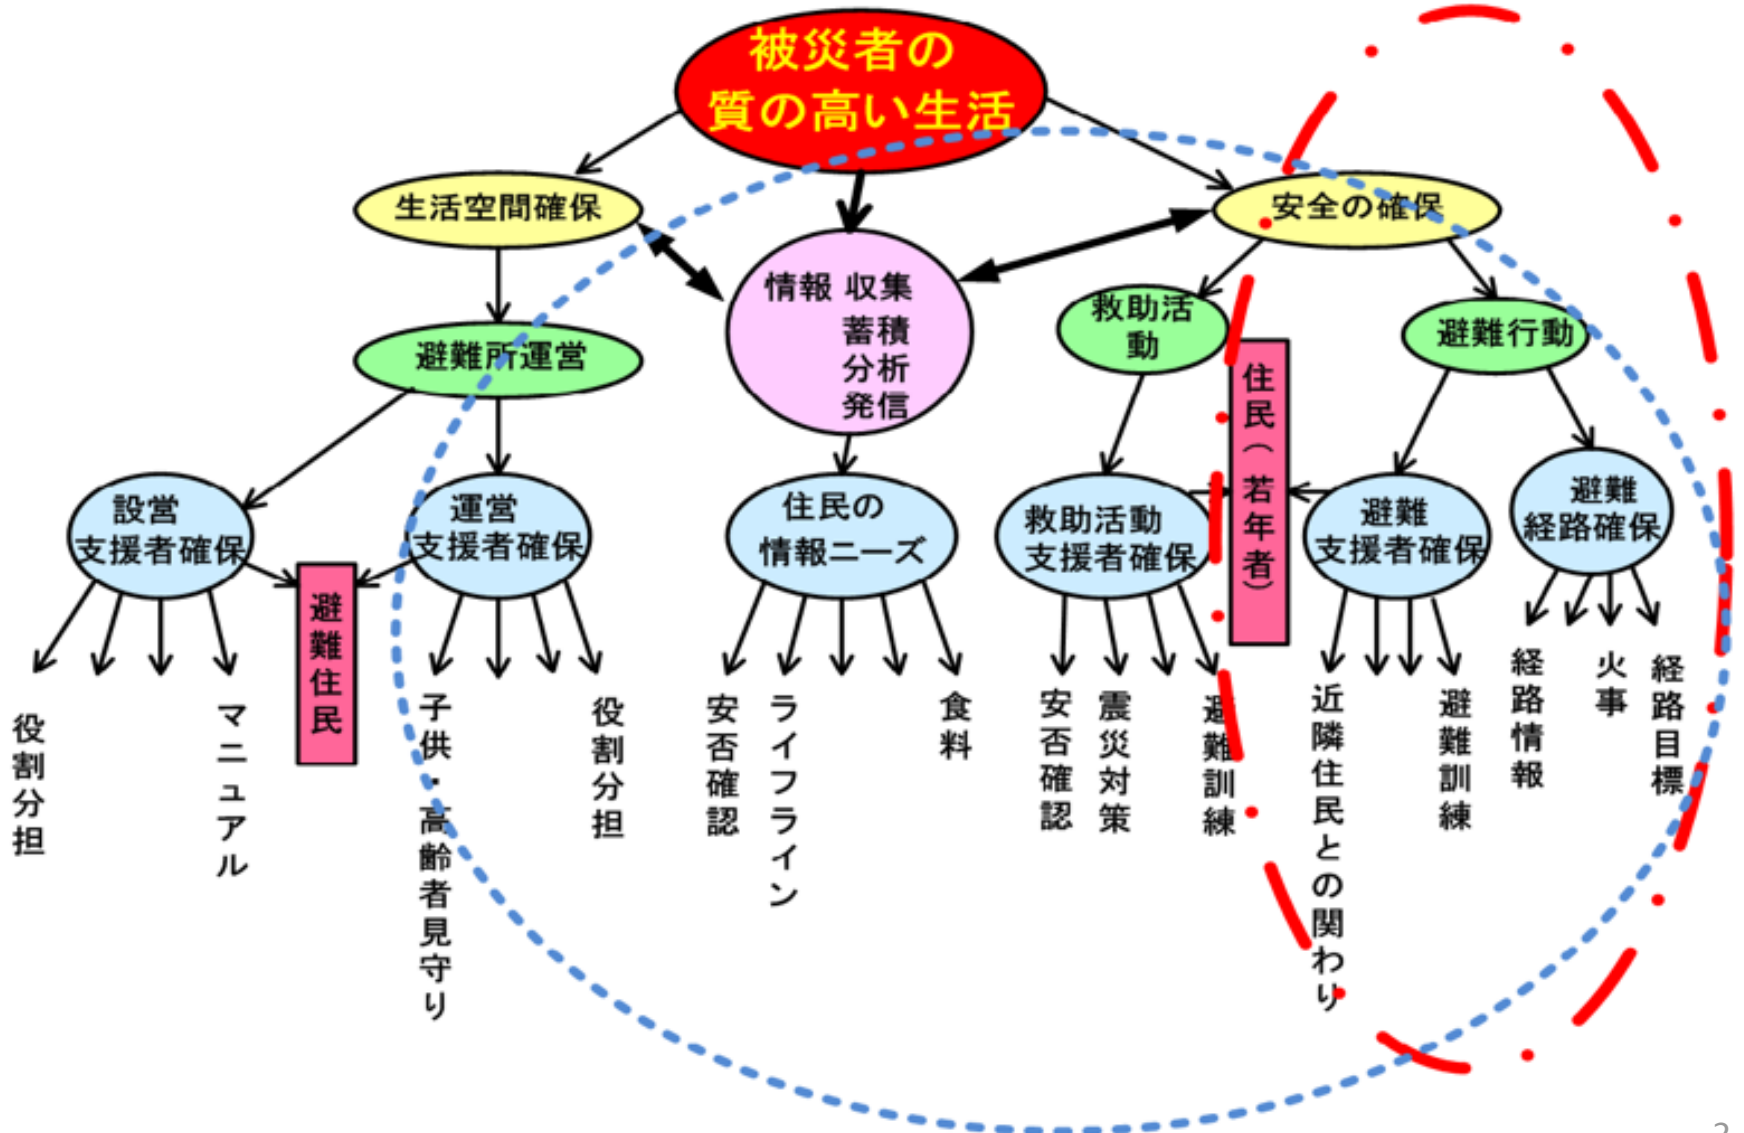 被災者の
質の高い生活
生活空間確保
安全の確保
情報 収集
蓄積
分析
発信
救助活
動
避難行動
避難所運営
住民（若年者）
設営
支援者確保
運営
支援者確保
住民の
情報ニーズ
救助活動
支援者確保
避難
支援者確保
避難
経路確保
避難住民
役割分担
マニュアル
子供・高齢者見守り
役割分担
安否確認
ライフライン
食料
安否確認
震災対策
避難訓練
近隣住民との関わり
避難訓練
経路情報
火事
経路目標